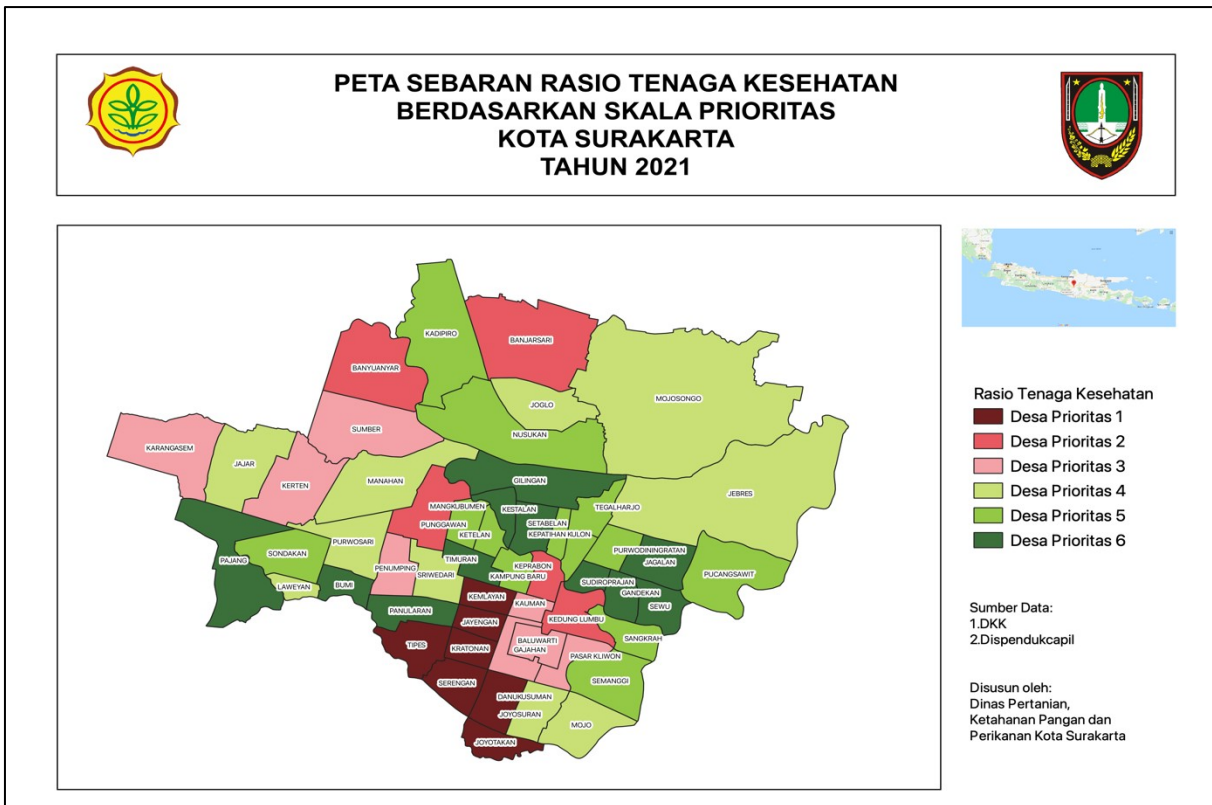 PETA SEBARAN RASIO TENAGA KESEHATAN
BERDASARKAN SKALA PRIORITAS
KOTA SURAKARTA
TAHUN 2021
KADIPIRO
BANJARSARI
BANYUANYAR
MOJOSONGO
JOGLO
SUMBER
NUSUKAN
KARANGASEM
JAJAR
KERTEN
MANAHAN
GILINGAN
JEBRES
MANGKUBUMEN
KESTALAN
TEGALHARJO
PUNGGAWAN
SETABELAN
KETELAN
KEPATIHAN KULON
PURWOSARI
PURWODININGRATAN
SONDAKAN
PAJANG
TIMURAN
KEPRABON
JAGALAN
PENUMPING
SRIWEDARI
KAMPUNG BARU
SUDIROPRAJAN
PUCANGSAWIT
LAWEYAN
BUMI
KEMLAYAN
GANDEKAN
KAUMAN
SEWU
PANULARAN
JAYENGAN
KEDUNG LUMBU
TIPES
KRATONAN
BALUWARTI
SANGKRAH
GAJAHAN
PASAR KLIWON
SERENGAN
SEMANGGI
DANUKUSUMAN
JOYOSURAN
MOJO
JOYOTAKAN
Rasio Tenaga Kesehatan
Desa Prioritas 1
Desa Prioritas 2
Desa Prioritas 3
Desa Prioritas 4
Desa Prioritas 5
Desa Prioritas 6
Sumber Data:
1.DKK
2.Dispendukcapil
Disusun oleh:
Dinas Pertanian,
Ketahanan Pangan dan
Perikanan Kota Surakarta